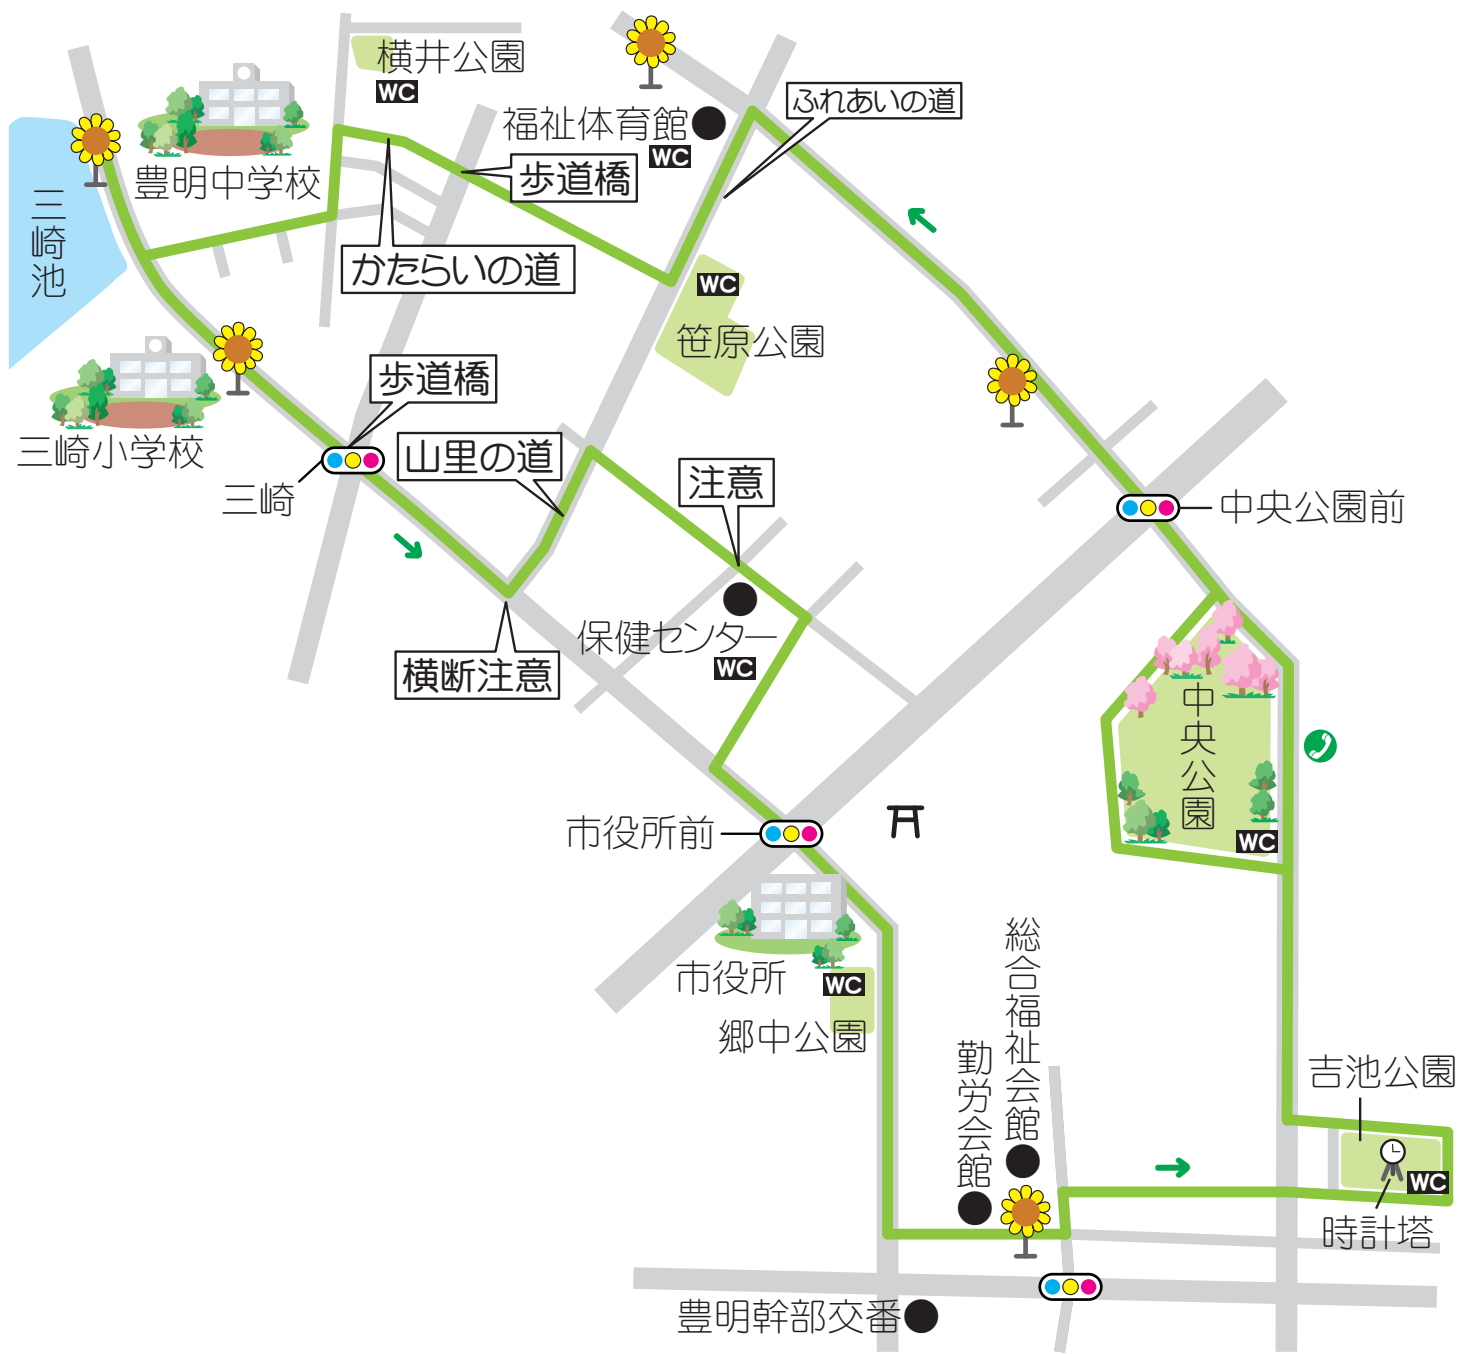 横井公園
WC
ふれあいの道
福祉体育館
WC
歩道橋
豊明中学校
三崎池
かたらいの道
WC
笹原公園
歩道橋
三崎小学校
山里の道
注意
三崎
中央公園前
保健センター
WC
横断注意
中央公園
市役所前
WC
総合福祉会館
市役所
WC
郷中公園
勤労会館
吉池公園
WC
時計塔
豊明幹部交番